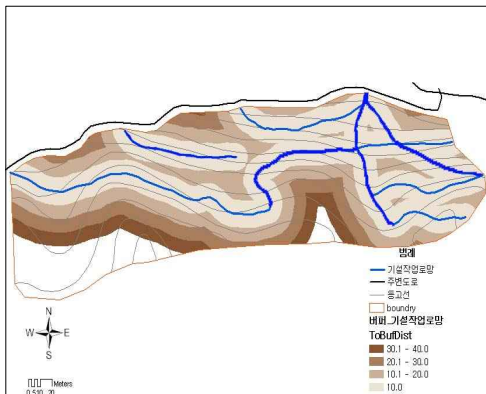 범례
기설작업로망
주변도로
등고선
boundry
버퍼_기설작업로망
ToBufDist
30.1 - 40.0
20.1 - 30.0
10.1 - 20.0
10.0
N
W E
S
Meters